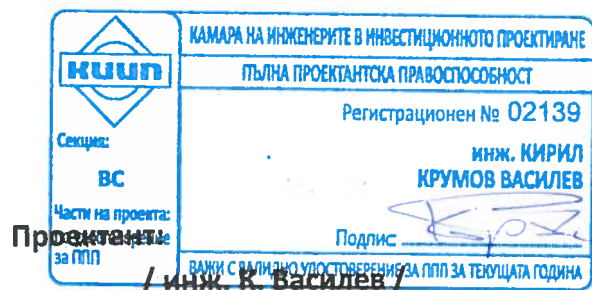 КАМАРА НА ИНЖЕНЕРИТЕ В ИНВЕСТИЦИОННОТО ПРОЕКТИРАНЕ
КИИП
ПЪЛНА ПРОЕКТАНТСКА ПРАВОСПОСОБНОСТ
Регистрационен № 02139
Секция:
ВС
инж. КИРИЛ
КРУМОВ ВАСИЛЕВ
Части на проекта:
Проектант:
за ППП
Подпис:
ВАЖИ С ВАЛИДНО УДОСТОВЕРЕНИЕ ЗА ППП ЗА ТЕКУЩАТА ГОДИНА
/ инж. К. Василев /